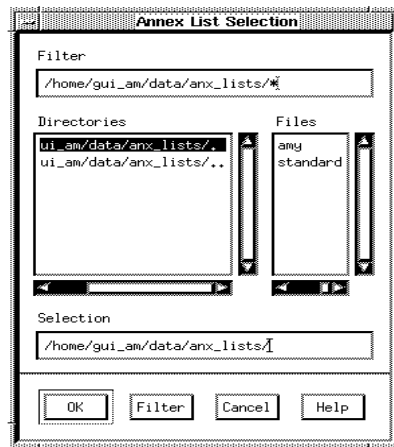 Annex List Selection
Filter
/home/gui_am/data/anx_lists/*
Directories Files
ui_am/data/anx_lists/. amy
ui_am/data/anx_lists/.. standard
Selection
/home/gui_am/data/anx_lists/
OK Filter Cancel Help